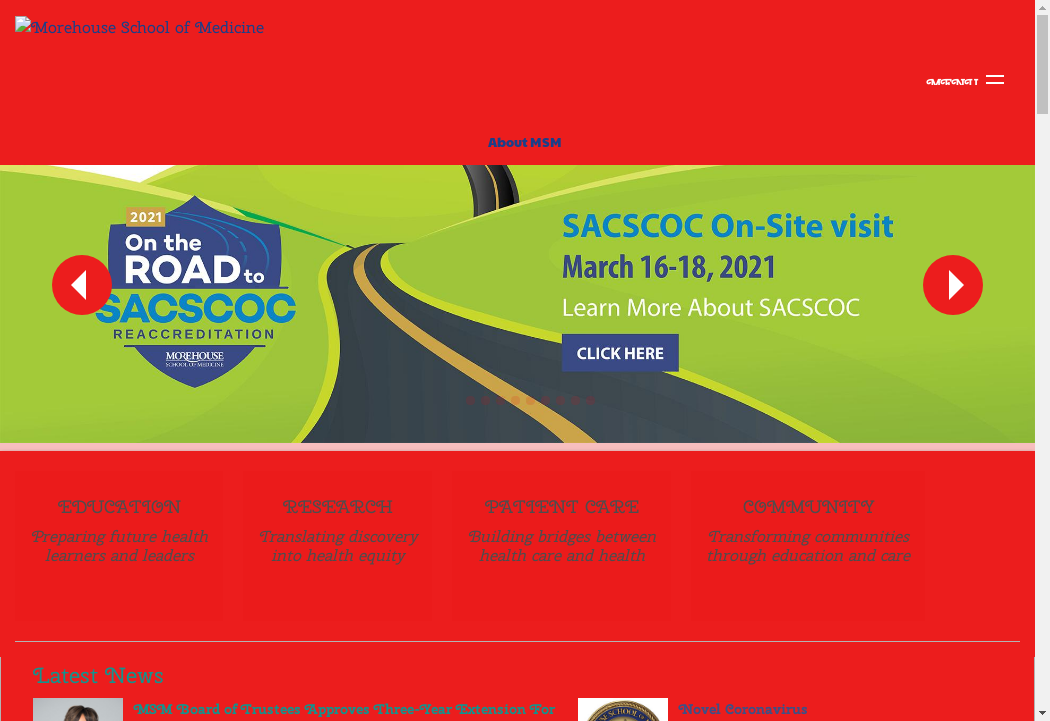 Morehouse School of Medicine
About MSM
2021
On the
ROAD to
SACSCOC
REACCREDITATION
MOREHOUSE
SCHOOL OF MEDICINE
SACSCOC On-Site visit
March 16-18, 2021
Learn More About SACSCOC
CLICK HERE
EDUCATION
Preparing future health
learners and leaders
RESEARCH
Translating discovery
into health equity
PATIENT CARE
Building bridges between
health care and health
COMMUNITY
Transforming communities
through education and care
Latest News
MSM Board of Trustees Approves Three-Year Extension For
Novel Coronavirus